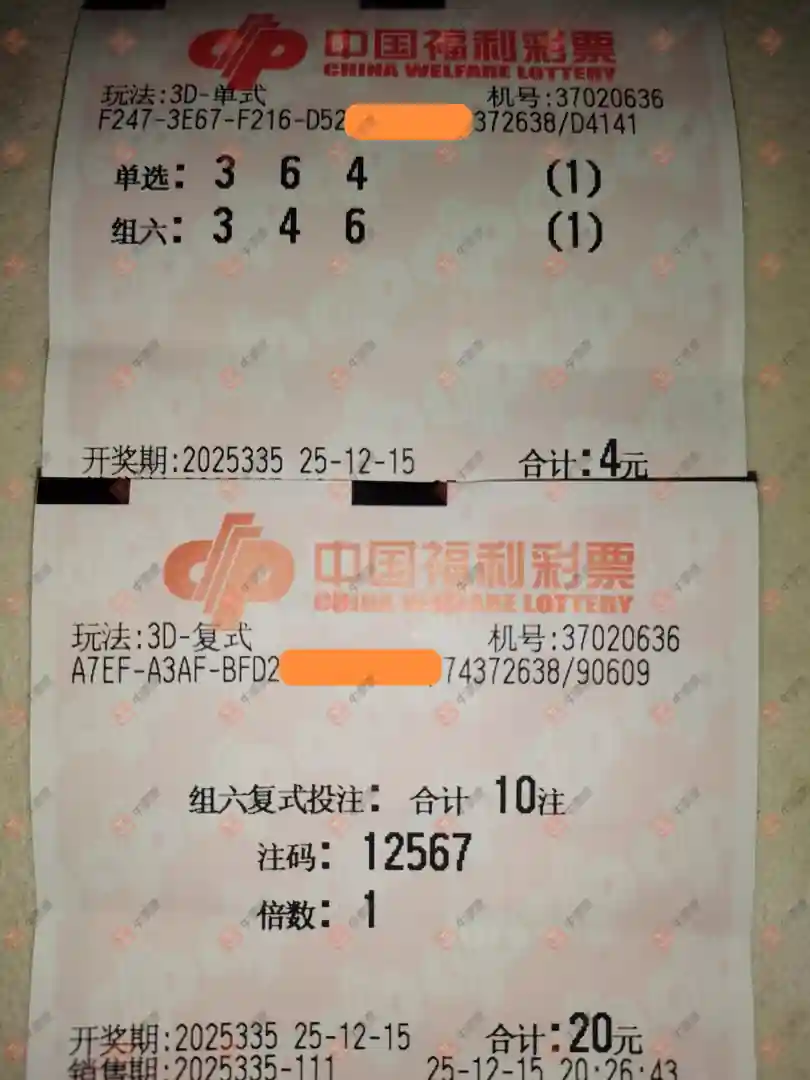 中国福利彩票
CHINA WELFARE LOTTERY
玩法:3D-单式 机号:37020636
F247-3E67-F216-D52 372638/D4141
单选: 3 6 4 (1)
组六: 3 4 6 (1)
开奖期:2025335 25-12-15 合计:4元
中国福利彩票
CHINA WELFARE LOTTERY
玩法:3D-复式 机号:37020636
A7EF-A3AF-BFD2 74372638/90609
组六复式投注: 合计 10注
注码: 12567
倍数: 1
开奖期:2025335 25-12-15 合计:20元
销售期:2025335-111 25-12-15 20:26:43